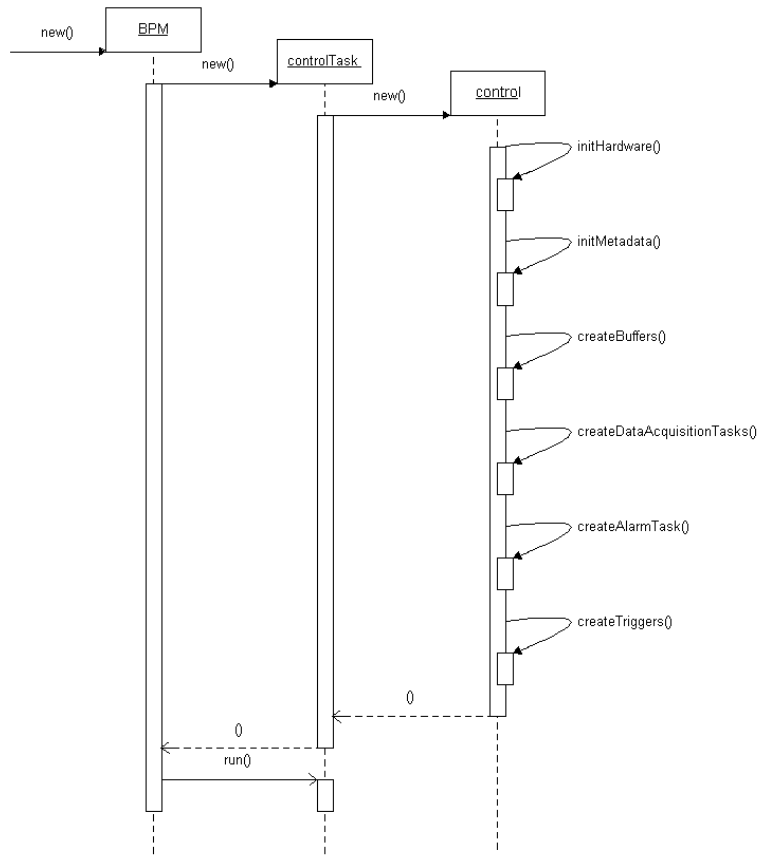 new()
BPM
new()
controlTask
new()
control
initHardware()
initMetadata()
createBuffers()
createDataAcquisitionTasks()
createAlarmTask()
createTriggers()
()
()
run()